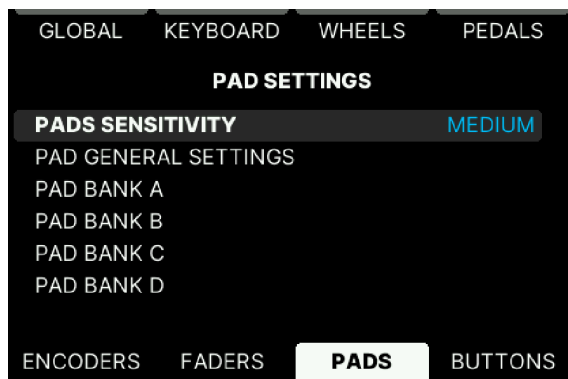 GLOBAL KEYBOARD WHEELS PEDALS
PAD SETTINGS
PADS SENSITIVITY MEDIUM
PAD GENERAL SETTINGS
PAD BANK A
PAD BANK B
PAD BANK C
PAD BANK D
ENCODERS FADERS PADS BUTTONS